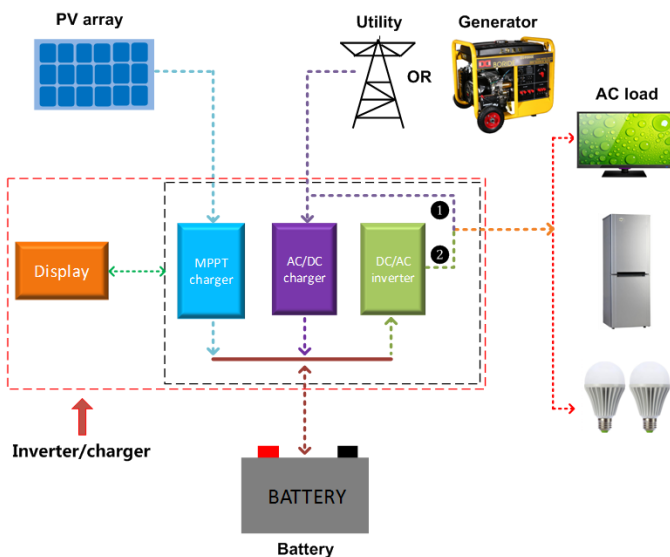 PV array
Utility
Generator
OR
AC load
Display
MPPT
charger
AC/DC
charger
DC/AC
inverter
1
2
Inverter/charger
BATTERY
Battery